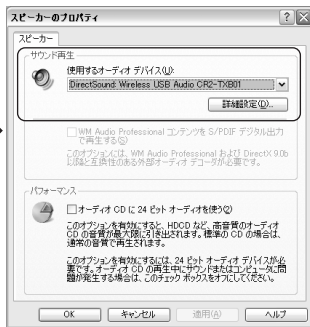 スピーカーのプロパティ
スピーカー
サウンド再生
使用するオーディオ デバイス(U):
DirectSound: Wireless USB Audio CR2-TXB01
詳細設定(D)...
WM Audio Professional コンテンツを S/PDIF デジタル出力
で再生する(S)
このオプションには、WM Audio Professional および DirectX 9.0b
以降と互換性のある外部オーディオ デコーダが必要です。
パフォーマンス
オーディオ CD に 24 ビット オーディオを使う(2)
このオプションを有効にすると、HDCD など、高音質のオーディオ
CD の音質が最大限に引き出されます。標準の CD の場合は、
通常の音質で再生されます。
このオプションを有効にするには、24 ビット オーディオ デバイスが必
要です。オーディオ CD の再生中にサウンドまたはコンピュータに問
題が発生する場合は、このチェック ボックスをオフにしてください。
OK
キャンセル
適用(A)
ヘルプ